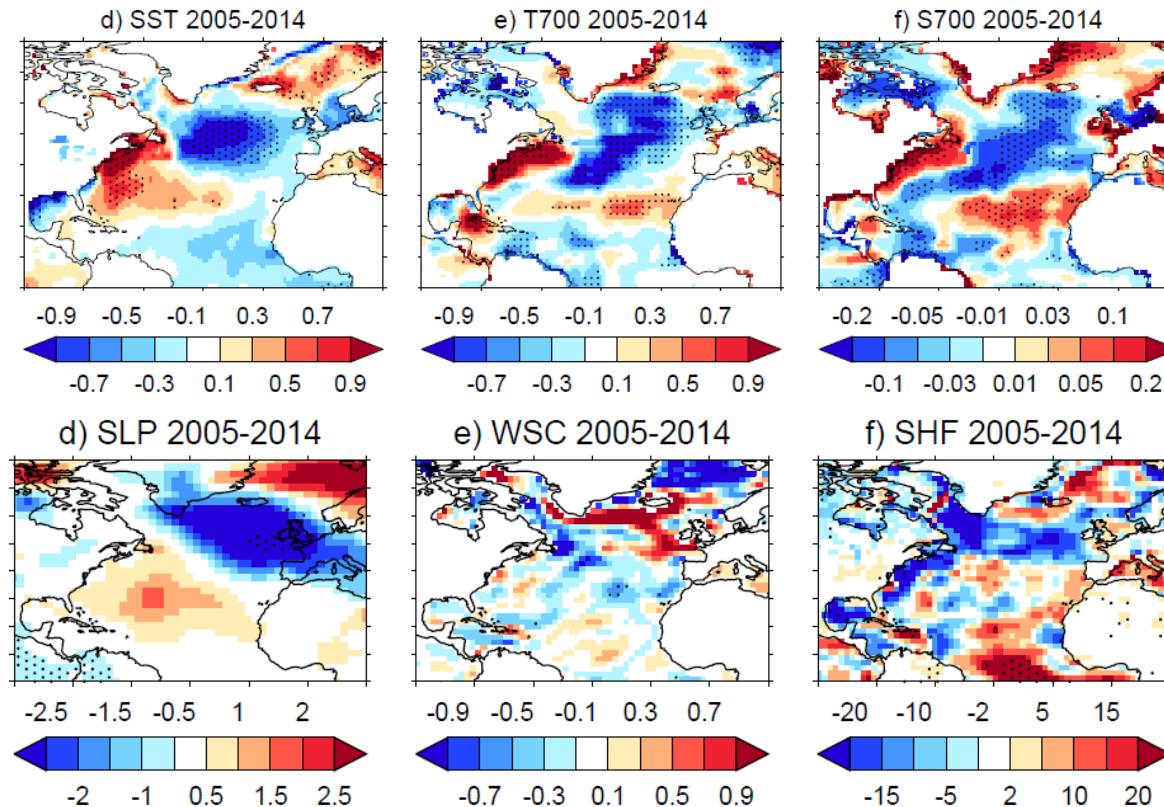 d) SST 2005-2014 e) T700 2005-2014 f) S700 2005-2014
-0.9 -0.5 -0.1 0.3 0.7 -0.9 -0.5 -0.1 0.3 0.7 -0.2 -0.05 -0.01 0.03 0.1
-0.7 -0.3 0.1 0.5 0.9 -0.7 -0.3 0.1 0.5 0.9 -0.1 -0.03 0.01 0.05 0.2
d) SLP 2005-2014 e) WSC 2005-2014 f) SHF 2005-2014
-2.5 -1.5 -0.5 1 2 -0.9 -0.5 -0.1 0.3 0.7 -20 -10 -2 5 15
-2 -1 0.5 1.5 2.5 -0.7 -0.3 0.1 0.5 0.9 -15 -5 2 10 20